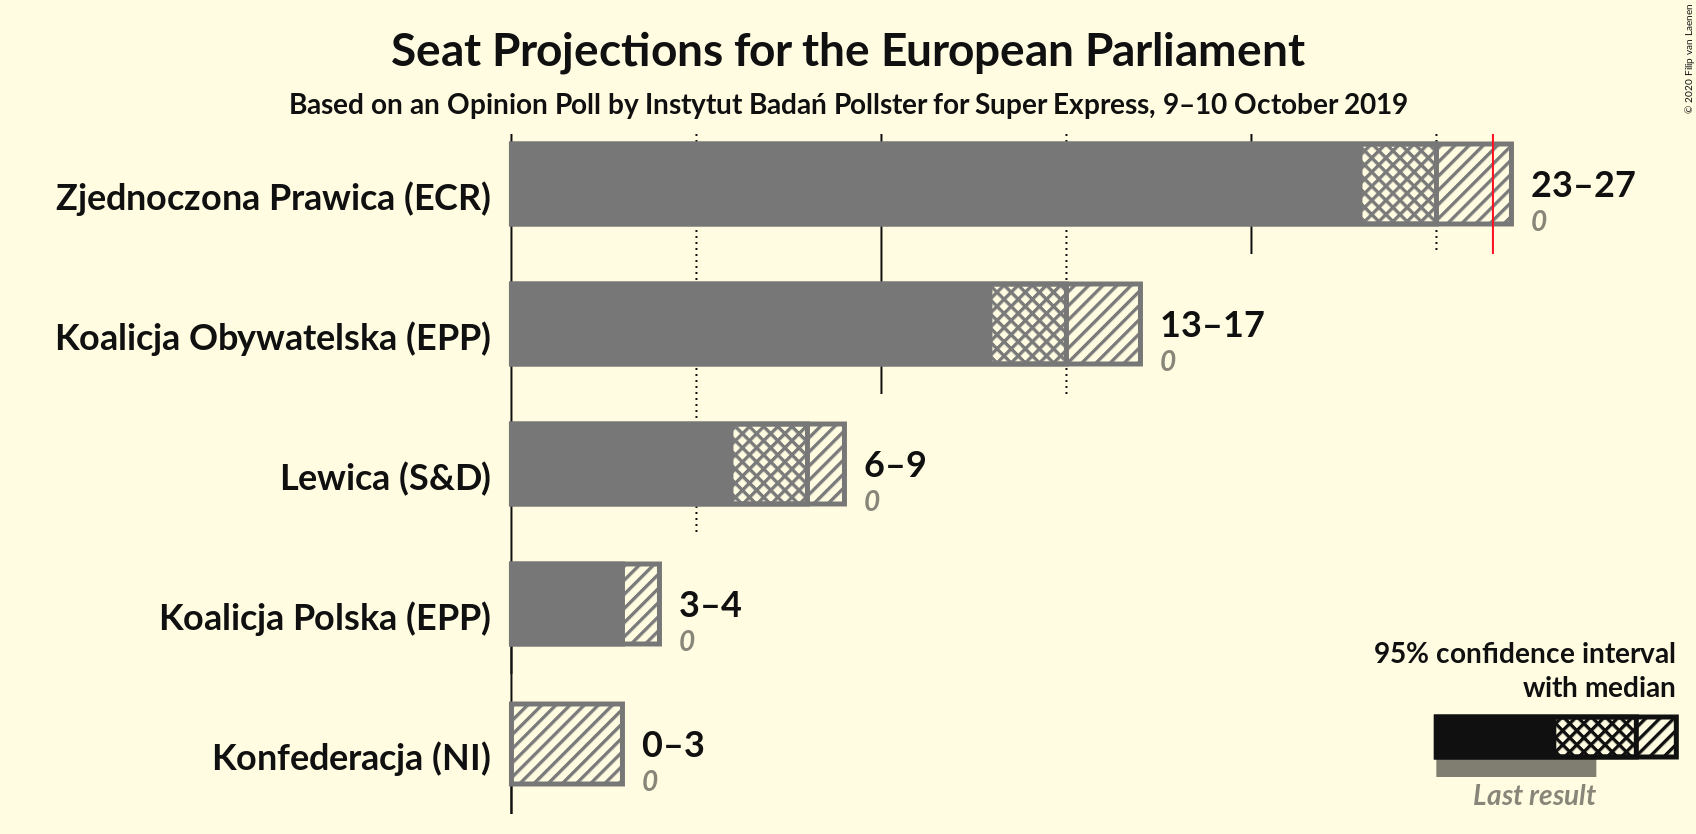 Seat Projections for the European Parliament
Based on an Opinion Poll by Instytut Badań Pollster for Super Express, 9–10 October 2019
© 2020 Filip van Laenen
Zjednoczona Prawica (ECR)
23–27
0
Koalicja Obywatelska (EPP)
13–17
0
Lewica (S&D)
6–9
0
Koalicja Polska (EPP)
3–4
0
Konfederacja (NI)
0–3
0
95% confidence interval
with median
Last result